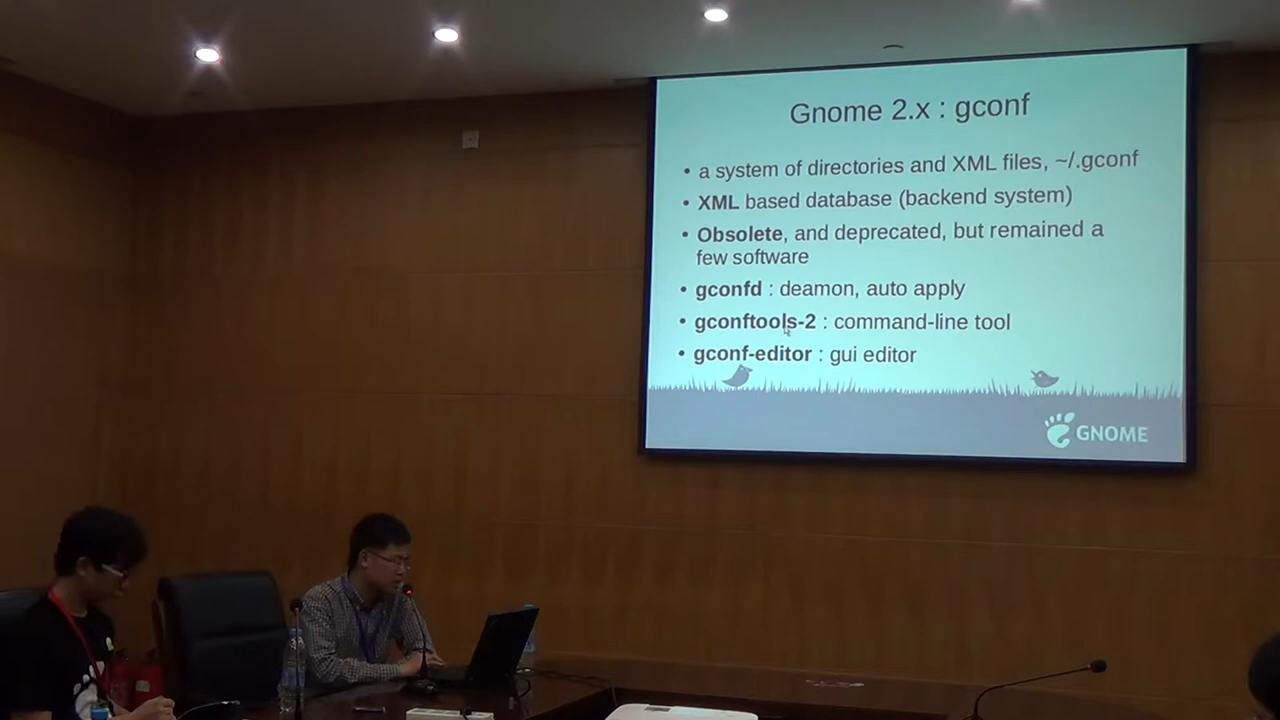 Gnome 2.x : gconf
• a system of directories and XML files, ~/.gconf
• XML based database (backend system)
• Obsolete, and deprecated, but remained a
few software
• gconfd : deamon, auto apply
• gconftools-2 : command-line tool
• gconf-editor : gui editor
GNOME